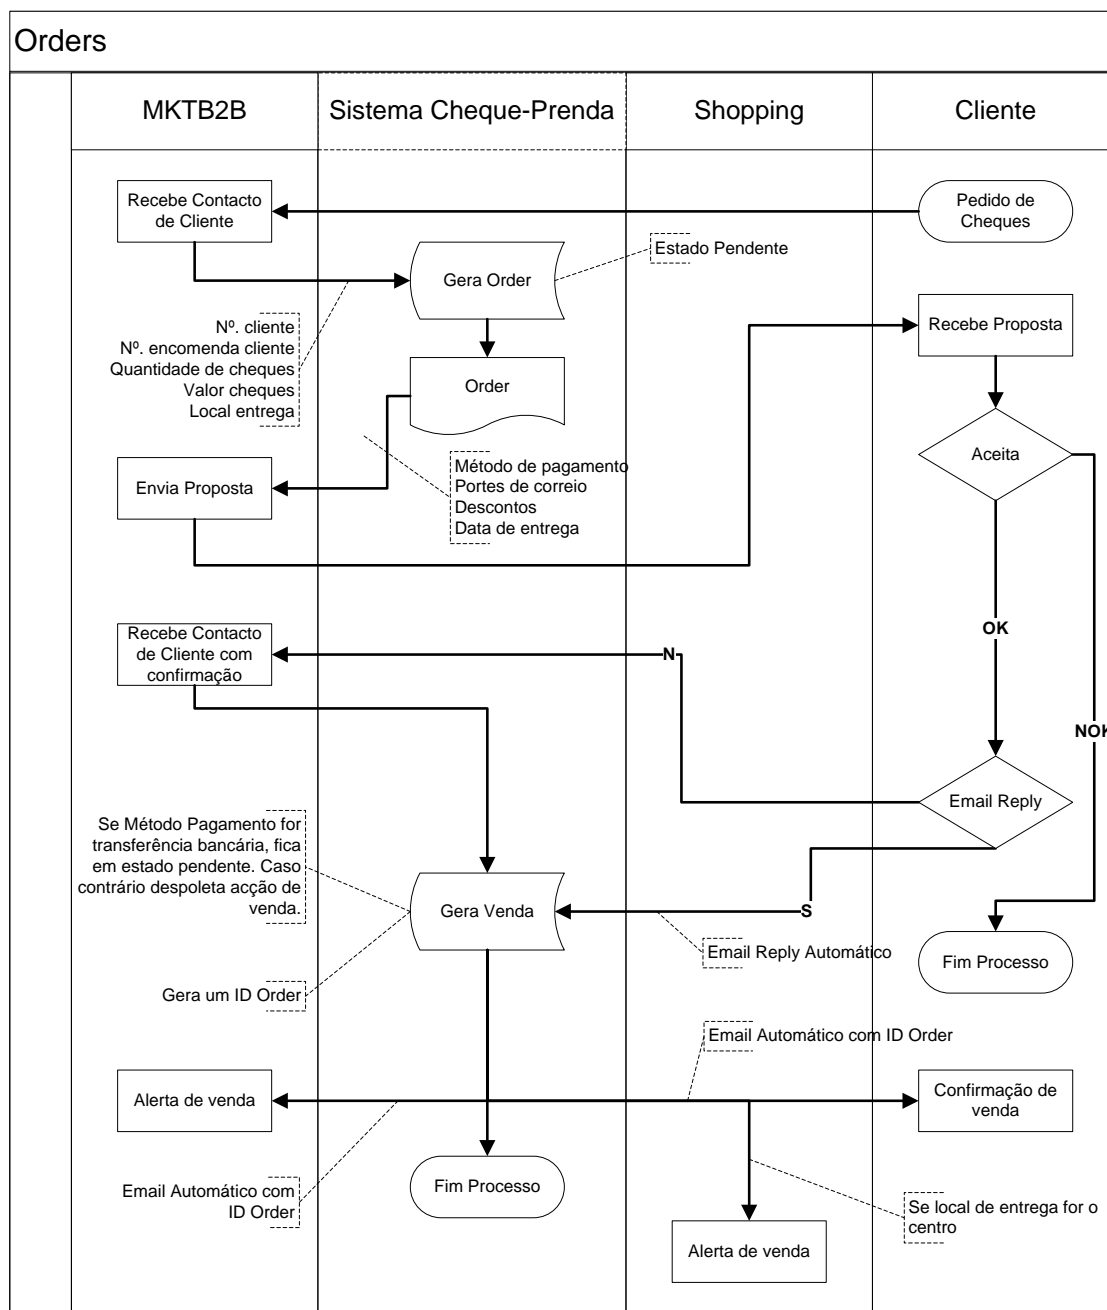 Orders
MKTB2B
Sistema Cheque-Prenda
Shopping
Cliente
Recebe Contacto
de Cliente
Pedido de
Cheques
Gera Order
Estado Pendente
Nº. cliente
Nº. encomenda cliente
Quantidade de cheques
Valor cheques
Local entrega
Recebe Proposta
Order
Aceita
Método de pagamento
Portes de correio
Descontos
Data de entrega
Envia Proposta
Recebe Contacto
de Cliente com
confirmação
N
OK
NOK
Email Reply
Se Método Pagamento for
transferência bancária, fica
em estado pendente. Caso
contrário despoleta acção de
venda.
Gera Venda
S
Email Reply Automático
Fim Processo
Gera um ID Order
Email Automático com ID Order
Alerta de venda
Confirmação de
venda
Email Automático com
ID Order
Fim Processo
Se local de entrega for o
centro
Alerta de venda